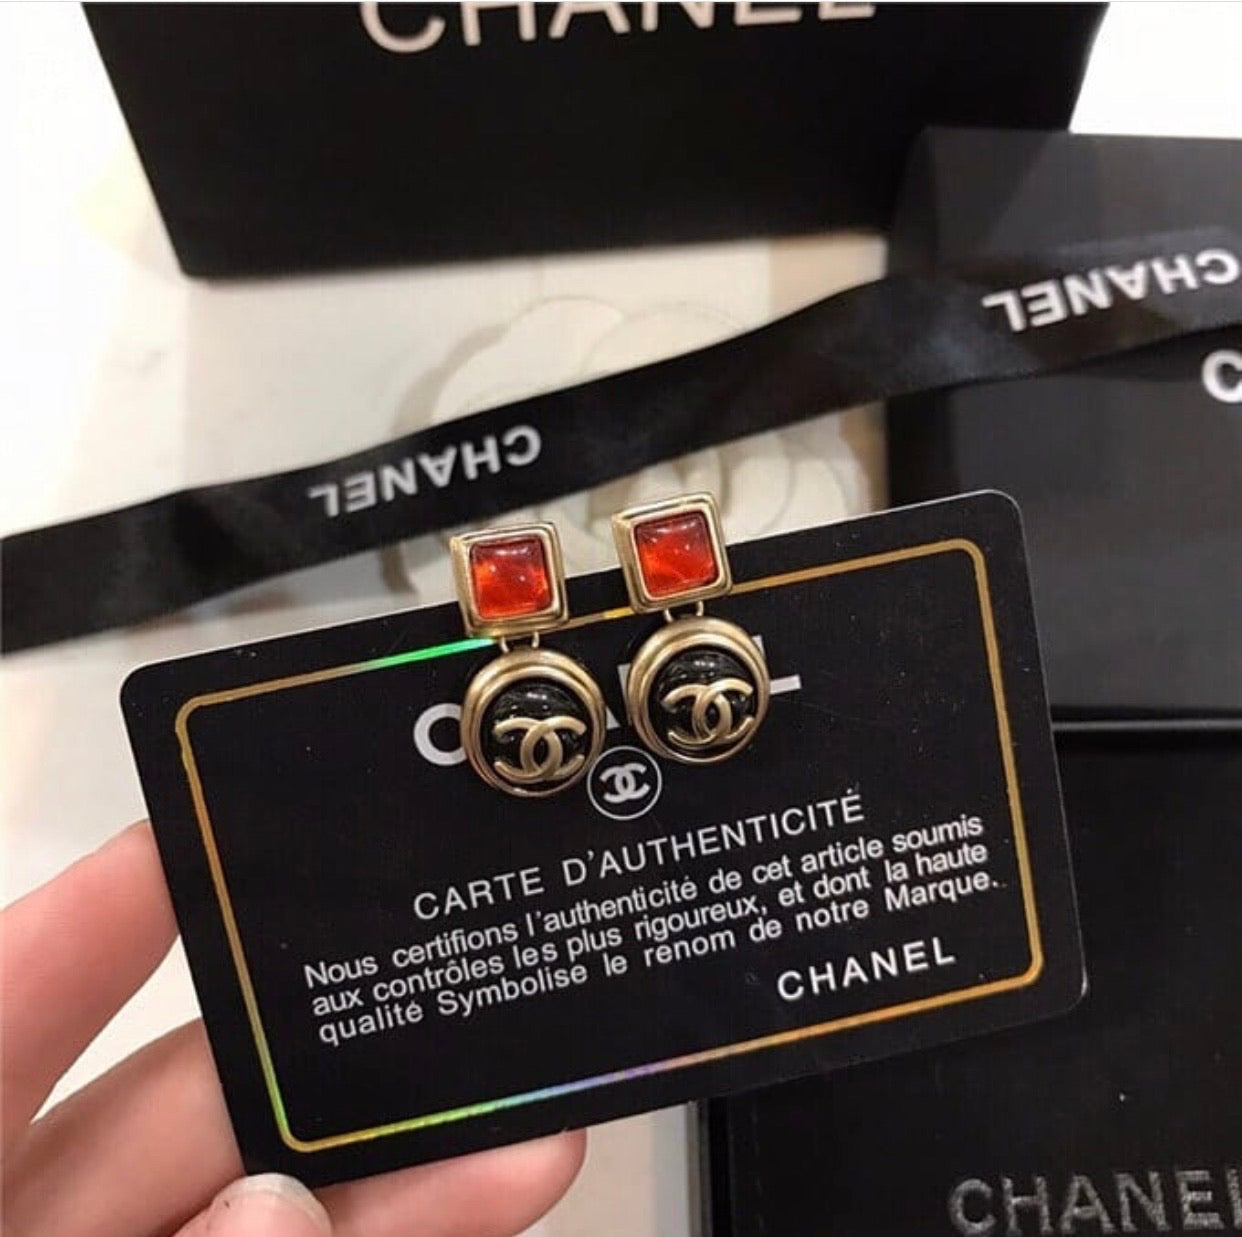 CHANEL
CHANEL
CHANEL
C
CARTE D'AUTHENTICITÉ
Nous certifions l'authenticité de cet article soumis
aux contrôles les plus rigoureux, et dont la haute
qualité Symbolise le renom de notre Marque.
CHANEL
CHANEL